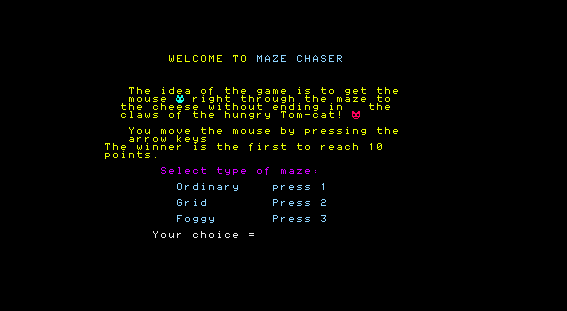 WELCOME TO MAZE CHASER
The idea of the game is to get the
mouse right through the maze to
the cheese without ending in the
claws of the hungry Tom-cat!
You move the mouse by pressing the
arrow keys
The winner is the first to reach 10
points.
Select type of maze:
Ordinary press 1
Grid Press 2
Foggy Press 3
Your choice =